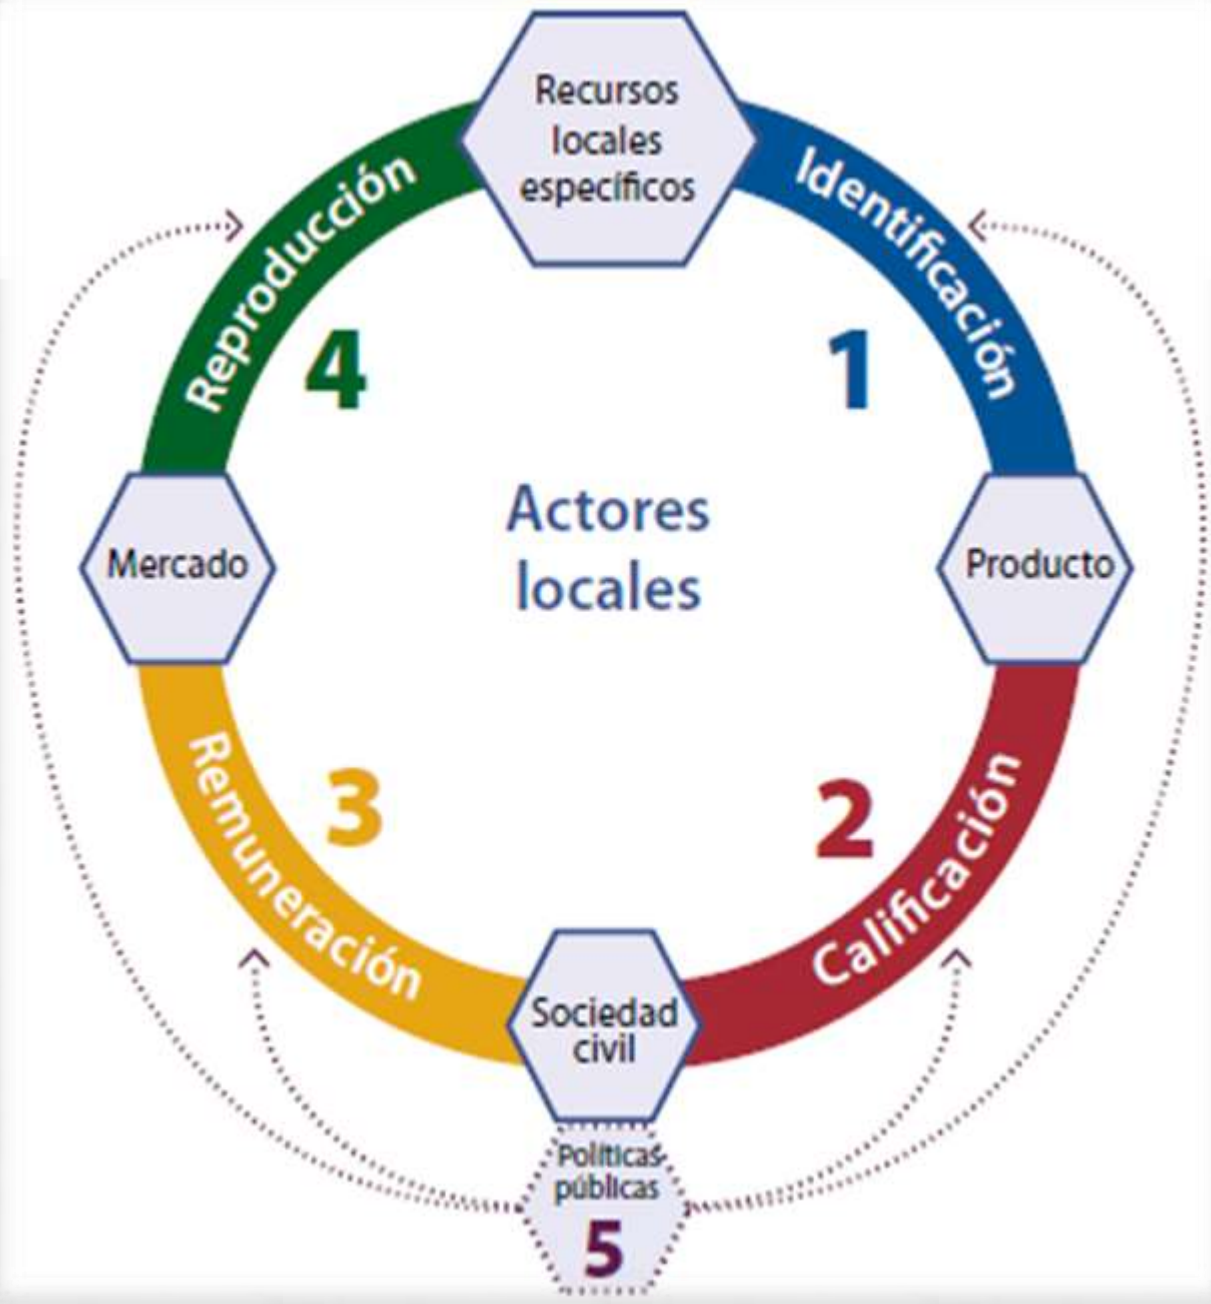 Recursos
locales
específicos
Identificación
1
Producto
Calificación
2
Sociedad
civil
Remuneración
3
Mercado
Reproducción
4
Actores
locales
Políticas
públicas
5